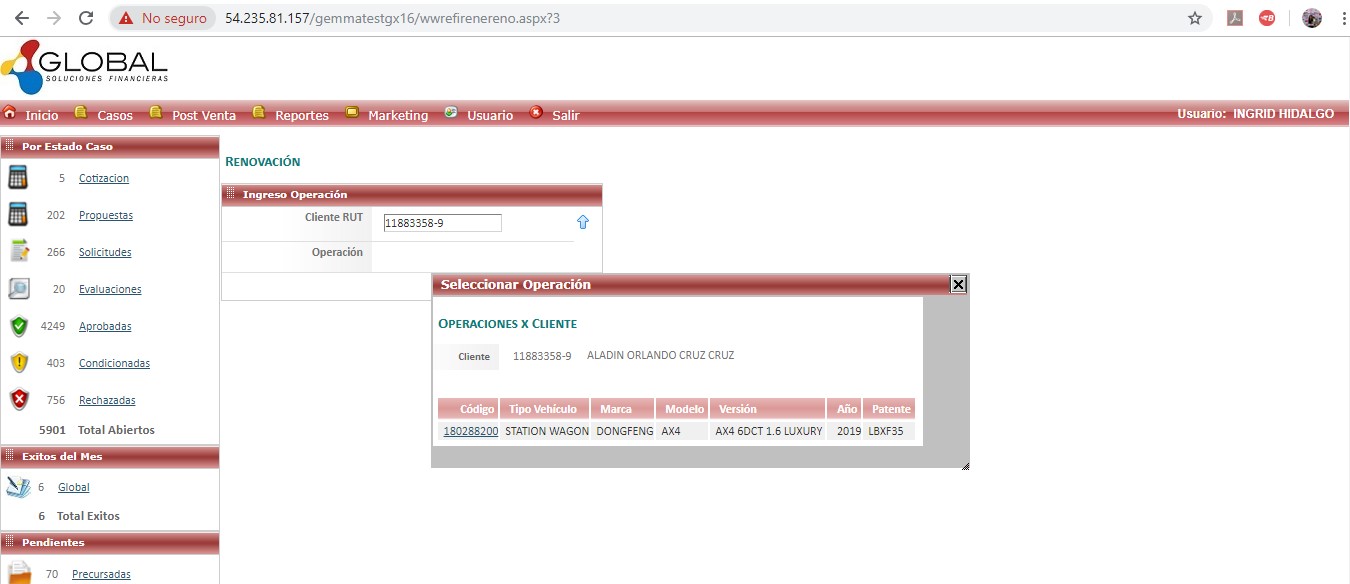 No seguro 54.235.81.157/gemmatestgx16/wwrefirenereno.aspx?3
GLOBAL
SOLUCIONES FINANCIERAS
Inicio Casos Post Venta Reportes Marketing Usuario Salir Usuario: INGRID HIDALGO
Por Estado Caso
5 Cotizacion
202 Propuestas
266 Solicitudes
20 Evaluaciones
4249 Aprobadas
403 Condicionadas
756 Rechazadas
5901 Total Abiertos
Exitos del Mes
6 Global
6 Total Exitos
Pendientes
70 Precursadas
RENOVACIÓN
Ingreso Operación
Cliente RUT 11883358-9
Operación
Seleccionar Operación
OPERACIONES X CLIENTE
Cliente 11883358-9 ALADIN ORLANDO CRUZ CRUZ
Código Tipo Vehículo Marca Modelo Versión Año Patente
180288200 STATION WAGON DONGFENG AX4 AX4 6DCT 1.6 LUXURY 2019 LBXF35